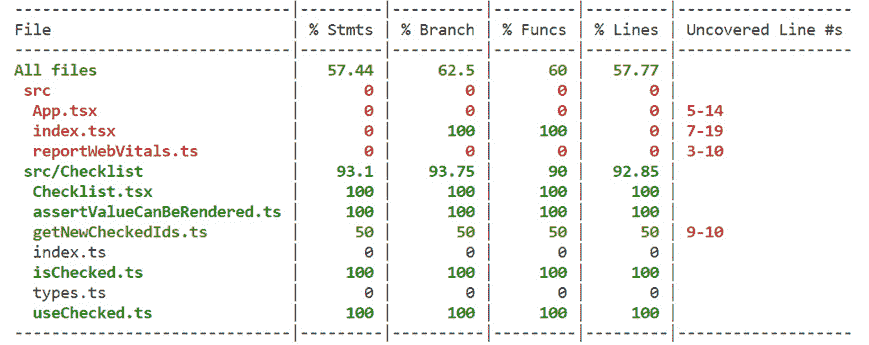 -----------------------------|---------|----------|---------|---------|-------------------
File | % Stmts | % Branch | % Funcs | % Lines | Uncovered Line #s
-----------------------------|---------|----------|---------|---------|-------------------
All files | 57.44 | 62.5 | 60 | 57.77 |
src | 0 | 0 | 0 | 0 |
App.tsx | 0 | 0 | 0 | 0 | 5-14
index.tsx | 0 | 100 | 100 | 0 | 7-19
reportWebVitals.ts | 0 | 0 | 0 | 0 | 3-10
src/Checklist | 93.1 | 93.75 | 90 | 92.85 |
Checklist.tsx | 100 | 100 | 100 | 100 |
assertValueCanBeRendered.ts | 100 | 100 | 100 | 100 |
getNewCheckedIds.ts | 50 | 50 | 50 | 50 | 9-10
index.ts | 0 | 0 | 0 | 0 |
isChecked.ts | 100 | 100 | 100 | 100 |
types.ts | 0 | 0 | 0 | 0 |
useChecked.ts | 100 | 100 | 100 | 100 |
-----------------------------|---------|----------|---------|---------|-------------------